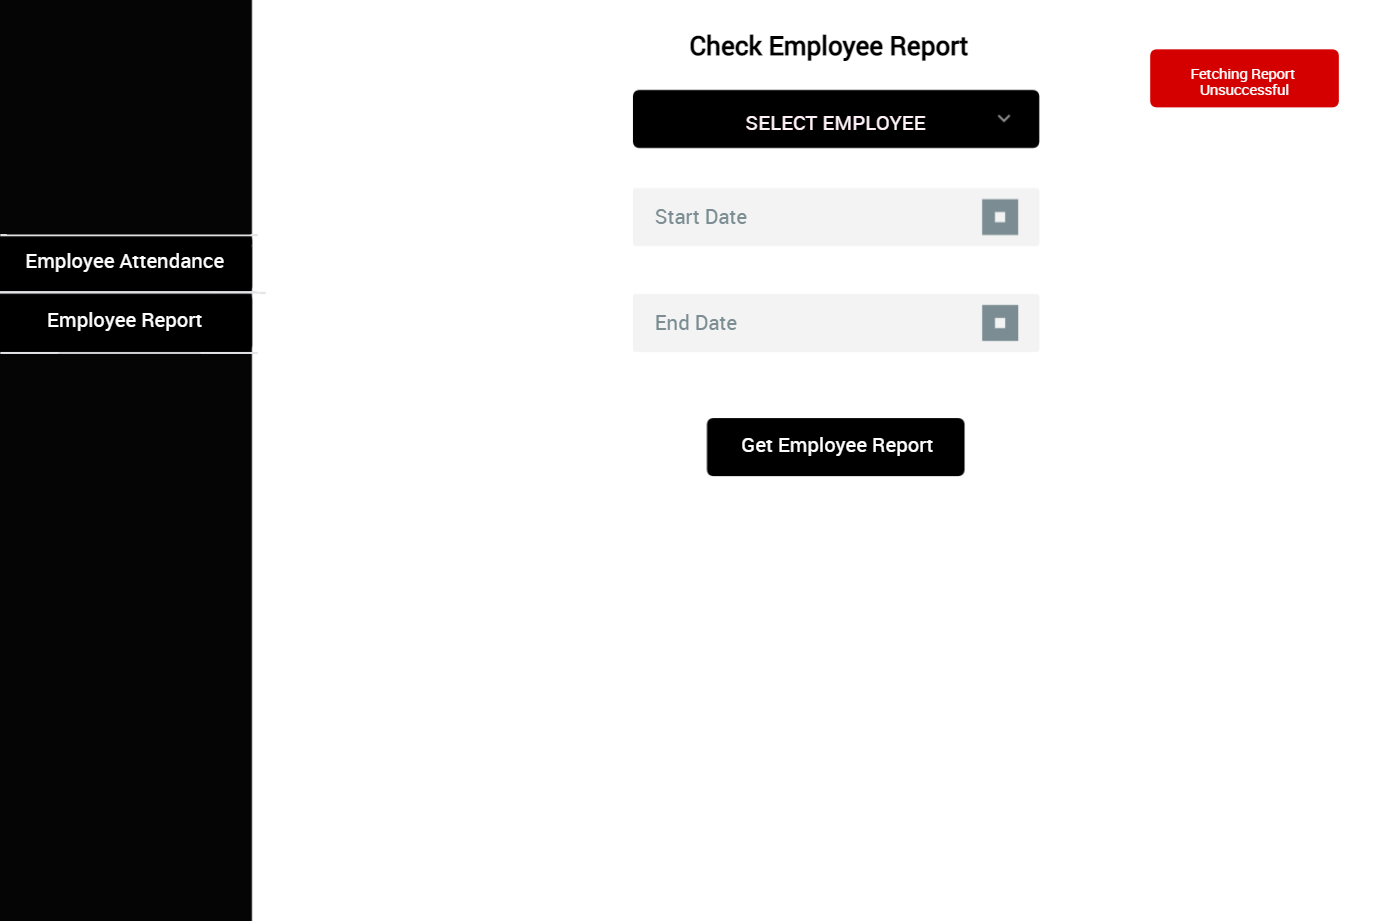 Check Employee Report
Fetching Report
Unsuccessful
SELECT EMPLOYEE
Start Date
Employee Attendance
Employee Report
End Date
Get Employee Report